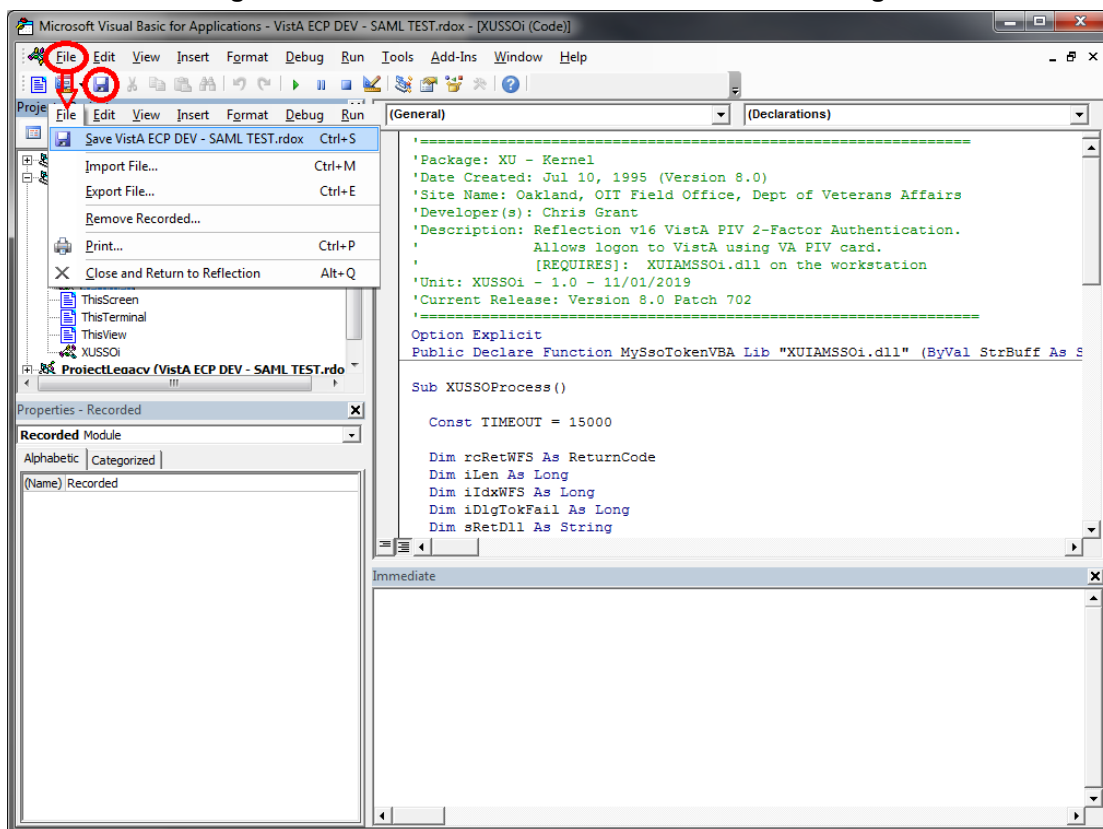 Microsoft Visual Basic for Applications - VistA ECP DEV - SAML TEST.rdox - [XUSSOi (Code)]
File Edit View Insert Format Debug Run Tools Add-Ins Window Help
File Edit View Insert Format Debug Run
(General) (Declarations)
Save VistA ECP DEV - SAML TEST.rdox Ctrl+S
Import File... Ctrl+M
Export File... Ctrl+E
Remove Recorded...
Print... Ctrl+P
Close and Return to Reflection Alt+Q
ThisScreen
ThisTerminal
ThisView
XUSSOi
ProjectLegacy (VistA ECP DEV - SAML TEST.rdo
Properties - Recorded
Recorded Module
Alphabetic Categorized
(Name) Recorded
'================================================================
'Package: XU - Kernel
'Date Created: Jul 10, 1995 (Version 8.0)
'Site Name: Oakland, OIT Field Office, Dept of Veterans Affairs
'Developer(s): Chris Grant
'Description: Reflection v16 VistA PIV 2-Factor Authentication.
' Allows logon to VistA using VA PIV card.
' [REQUIRES]: XUIAMSSOi.dll on the workstation
'Unit: XUSSOi - 1.0 - 11/01/2019
'Current Release: Version 8.0 Patch 702
'=================================================================
Option Explicit
Public Declare Function MySsoTokenVBA Lib "XUIAMSSOi.dll" (ByVal StrBuff As S
Sub XUSSOProcess()
Const TIMEOUT = 15000
Dim rcRetWFS As ReturnCode
Dim iLen As Long
Dim iIdxWFS As Long
Dim iDlgTokFail As Long
Dim sRetDll As String
Immediate